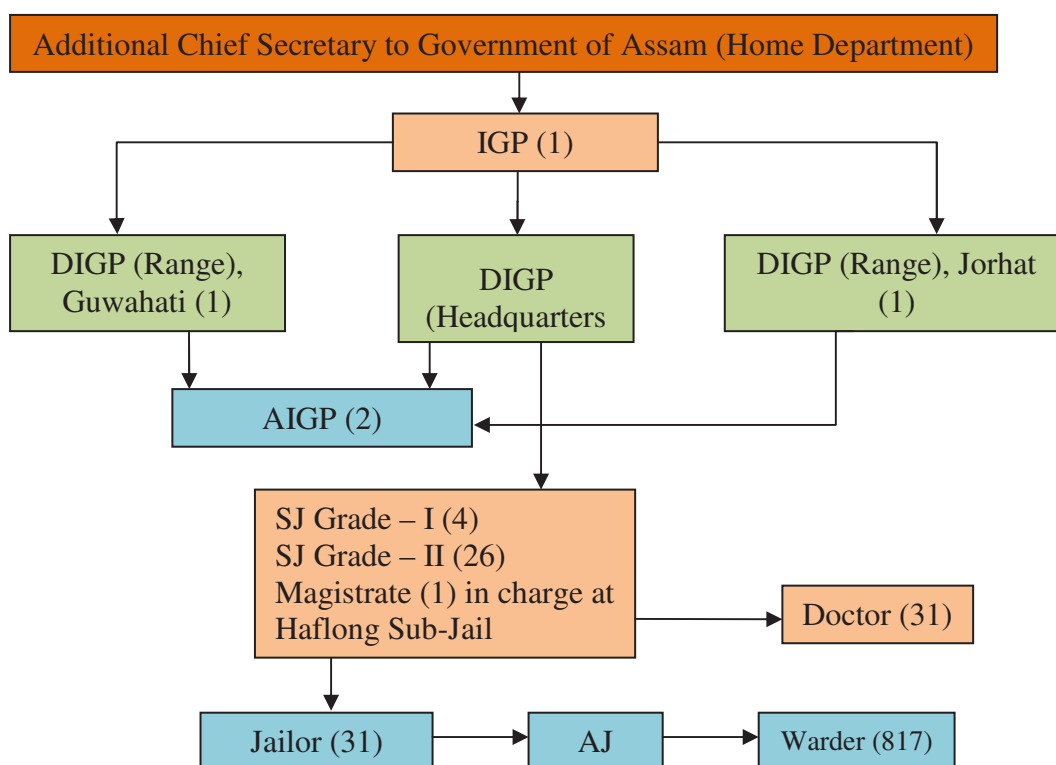 Additional Chief Secretary to Government of Assam (Home Department)
IGP (1)
DIGP (Range),
Guwahati (1)
DIGP
(Headquarters
DIGP (Range), Jorhat
(1)
AIGP (2)
SJ Grade – I (4)
SJ Grade – II (26)
Magistrate (1) in charge at
Haflong Sub-Jail
Doctor (31)
Jailor (31)
AJ
Warder (817)